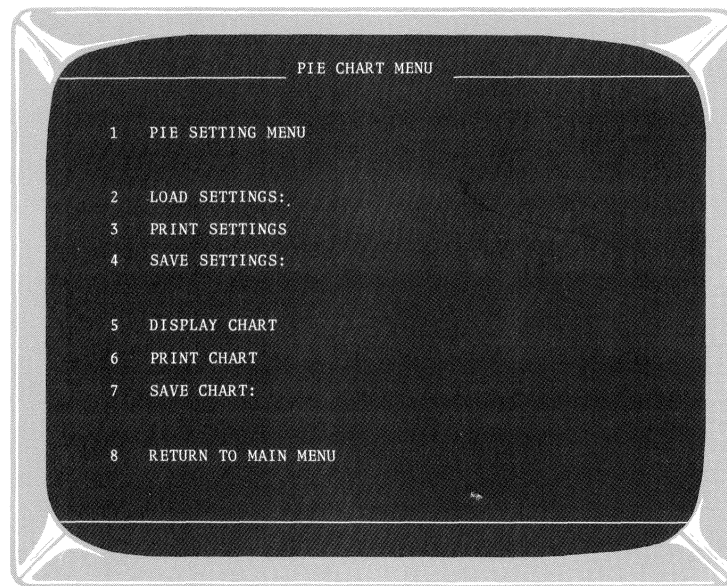 PIE CHART MENU
1 PIE SETTING MENU
2 LOAD SETTINGS:
3 PRINT SETTINGS
4 SAVE SETTINGS:
5 DISPLAY CHART
6 PRINT CHART
7 SAVE CHART:
8 RETURN TO MAIN MENU